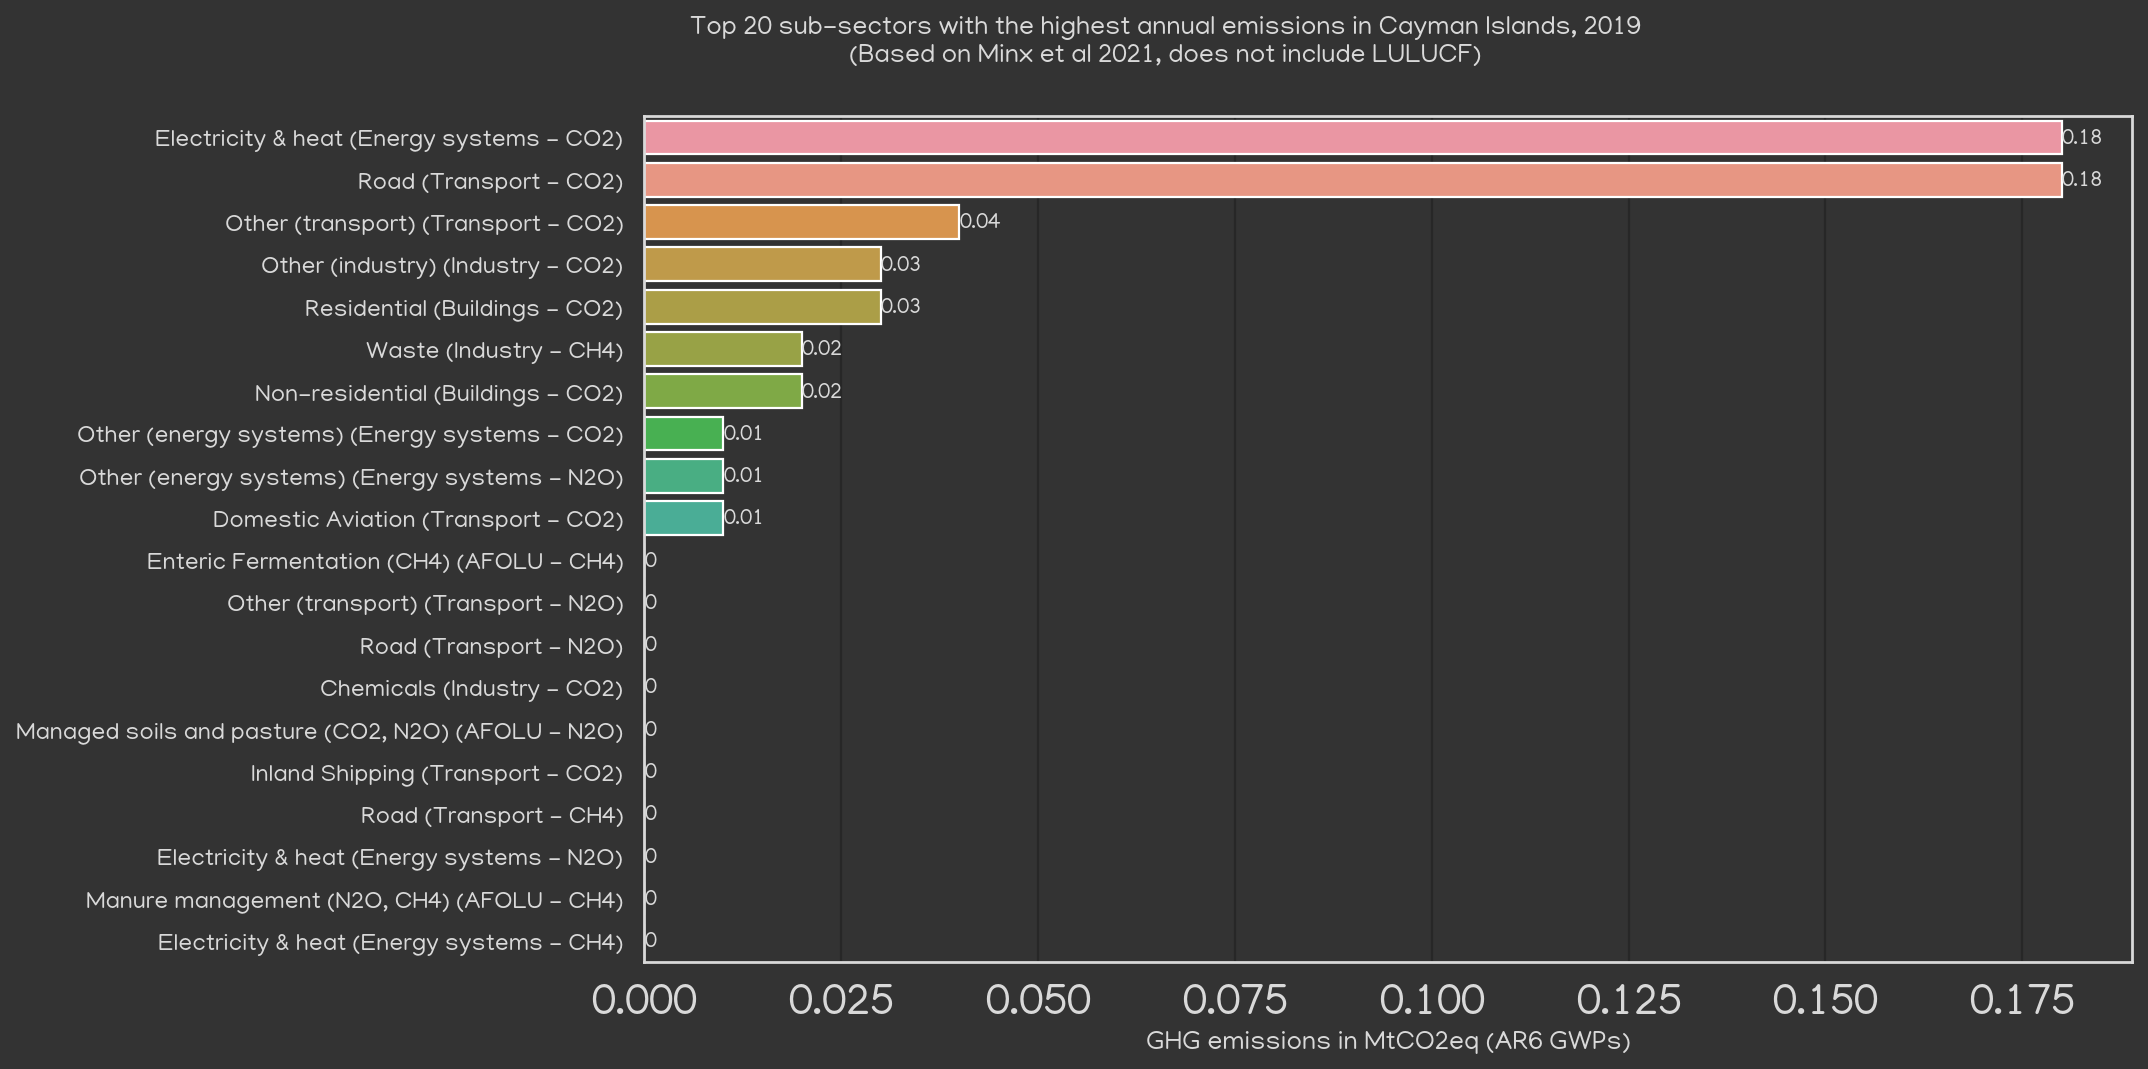 Top 20 sub-sectors with the highest annual emissions in Cayman Islands, 2019
(Based on Minx et al 2021, does not include LULUCF)
Electricity & heat (Energy systems - CO2) 0.18
Road (Transport - CO2) 0.18
Other (transport) (Transport - CO2) 0.04
Other (industry) (Industry - CO2) 0.03
Residential (Buildings - CO2) 0.03
Waste (Industry - CH4) 0.02
Non-residential (Buildings - CO2) 0.02
Other (energy systems) (Energy systems - CO2) 0.01
Other (energy systems) (Energy systems - N2O) 0.01
Domestic Aviation (Transport - CO2) 0.01
Enteric Fermentation (CH4) (AFOLU - CH4) 0
Other (transport) (Transport - N2O) 0
Road (Transport - N2O) 0
Chemicals (Industry - CO2) 0
Managed soils and pasture (CO2, N2O) (AFOLU - N2O) 0
Inland Shipping (Transport - CO2) 0
Road (Transport - CH4) 0
Electricity & heat (Energy systems - N2O) 0
Manure management (N2O, CH4) (AFOLU - CH4) 0
Electricity & heat (Energy systems - CH4) 0
0.000 0.025 0.050 0.075 0.100 0.125 0.150 0.175
GHG emissions in MtCO2eq (AR6 GWPs)